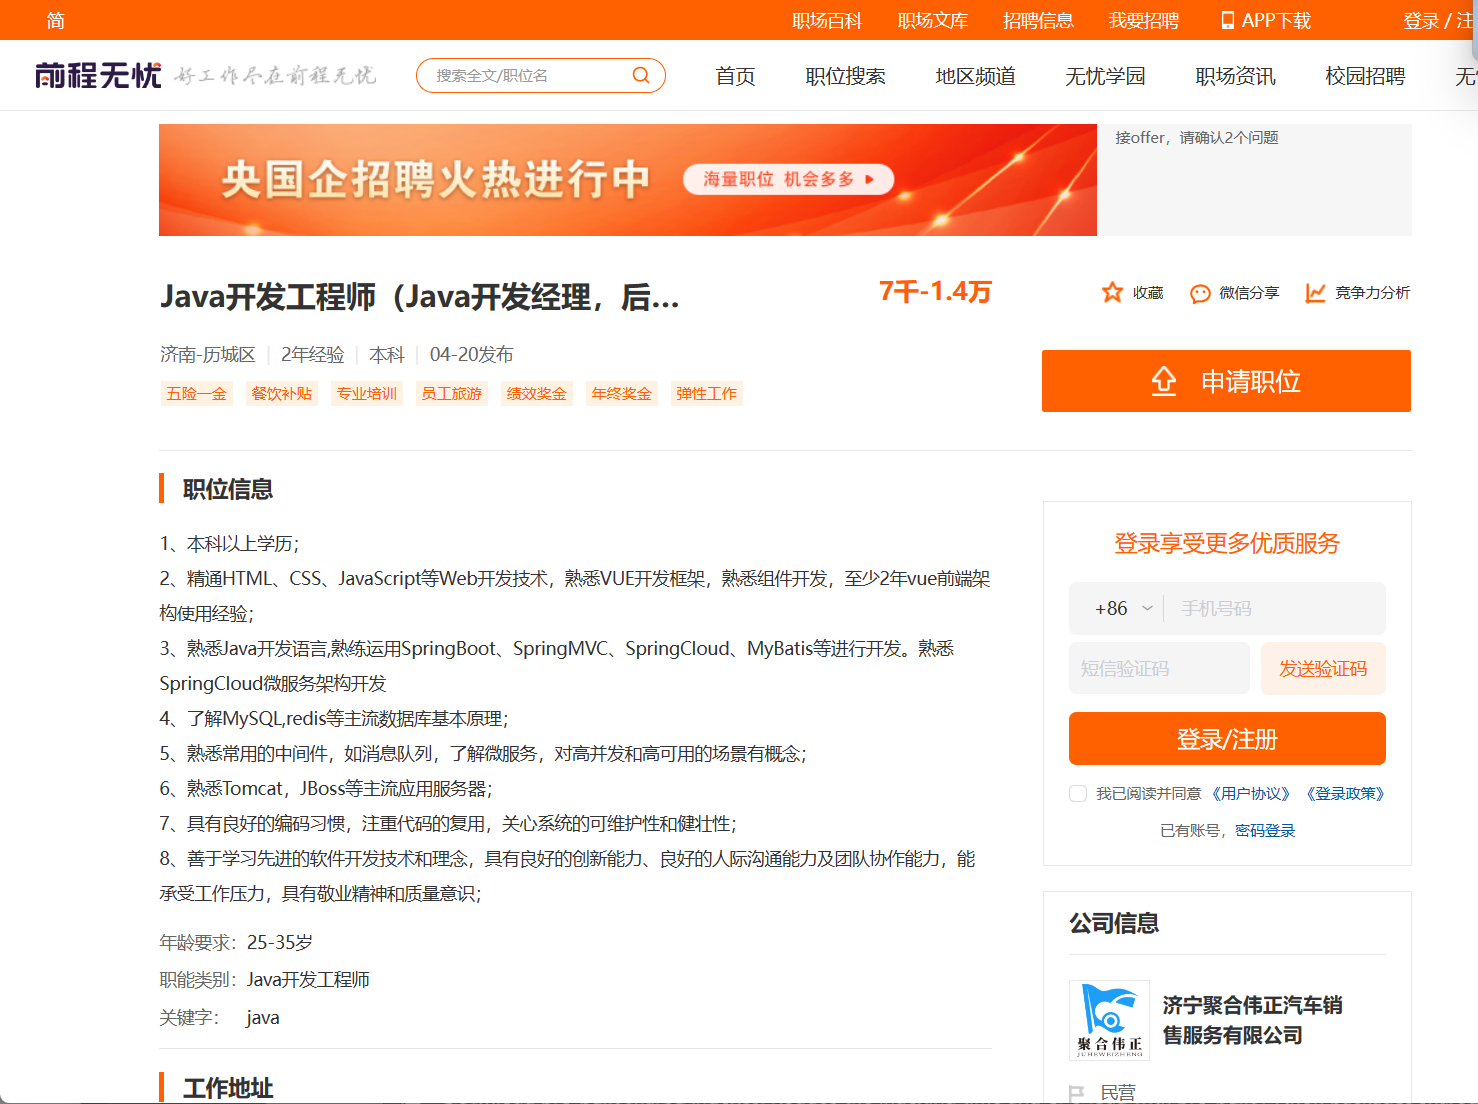 简
职场百科 职场文库 招聘信息 我要招聘 APP下载 登录 / 注
前程无忧 好工作尽在前程无忧 搜索全文/职位名 首页 职位搜索 地区频道 无忧学园 职场资讯 校园招聘 无
央国企招聘火热进行中 海量职位 机会多多
接offer，请确认2个问题
Java开发工程师（Java开发经理，后...
7千-1.4万
收藏 微信分享 竞争力分析
济南-历城区 2年经验 本科 04-20发布
五险一金 餐饮补贴 专业培训 员工旅游 绩效奖金 年终奖金 弹性工作
申请职位
职位信息
1、本科以上学历；
2、精通HTML、CSS、JavaScript等Web开发技术，熟悉VUE开发框架，熟悉组件开发，至少2年vue前端架
构使用经验；
3、熟悉Java开发语言,熟练运用SpringBoot、SpringMVC、SpringCloud、MyBatis等进行开发。熟悉
SpringCloud微服务架构开发
4、了解MySQL,redis等主流数据库基本原理；
5、熟悉常用的中间件，如消息队列，了解微服务，对高并发和高可用的场景有概念；
6、熟悉Tomcat，JBoss等主流应用服务器；
7、具有良好的编码习惯，注重代码的复用，关心系统的可维护性和健壮性；
8、善于学习先进的软件开发技术和理念，具有良好的创新能力、良好的人际沟通能力及团队协作能力，能
承受工作压力，具有敬业精神和质量意识；
年龄要求：25-35岁
职能类别：Java开发工程师
关键字： java
工作地址
登录享受更多优质服务
+86 手机号码
短信验证码 发送验证码
登录/注册
我已阅读并同意《用户协议》《登录政策》
已有账号，密码登录
公司信息
聚合伟正
JUHEWEIZHENG
济宁聚合伟正汽车销
售服务有限公司
民营